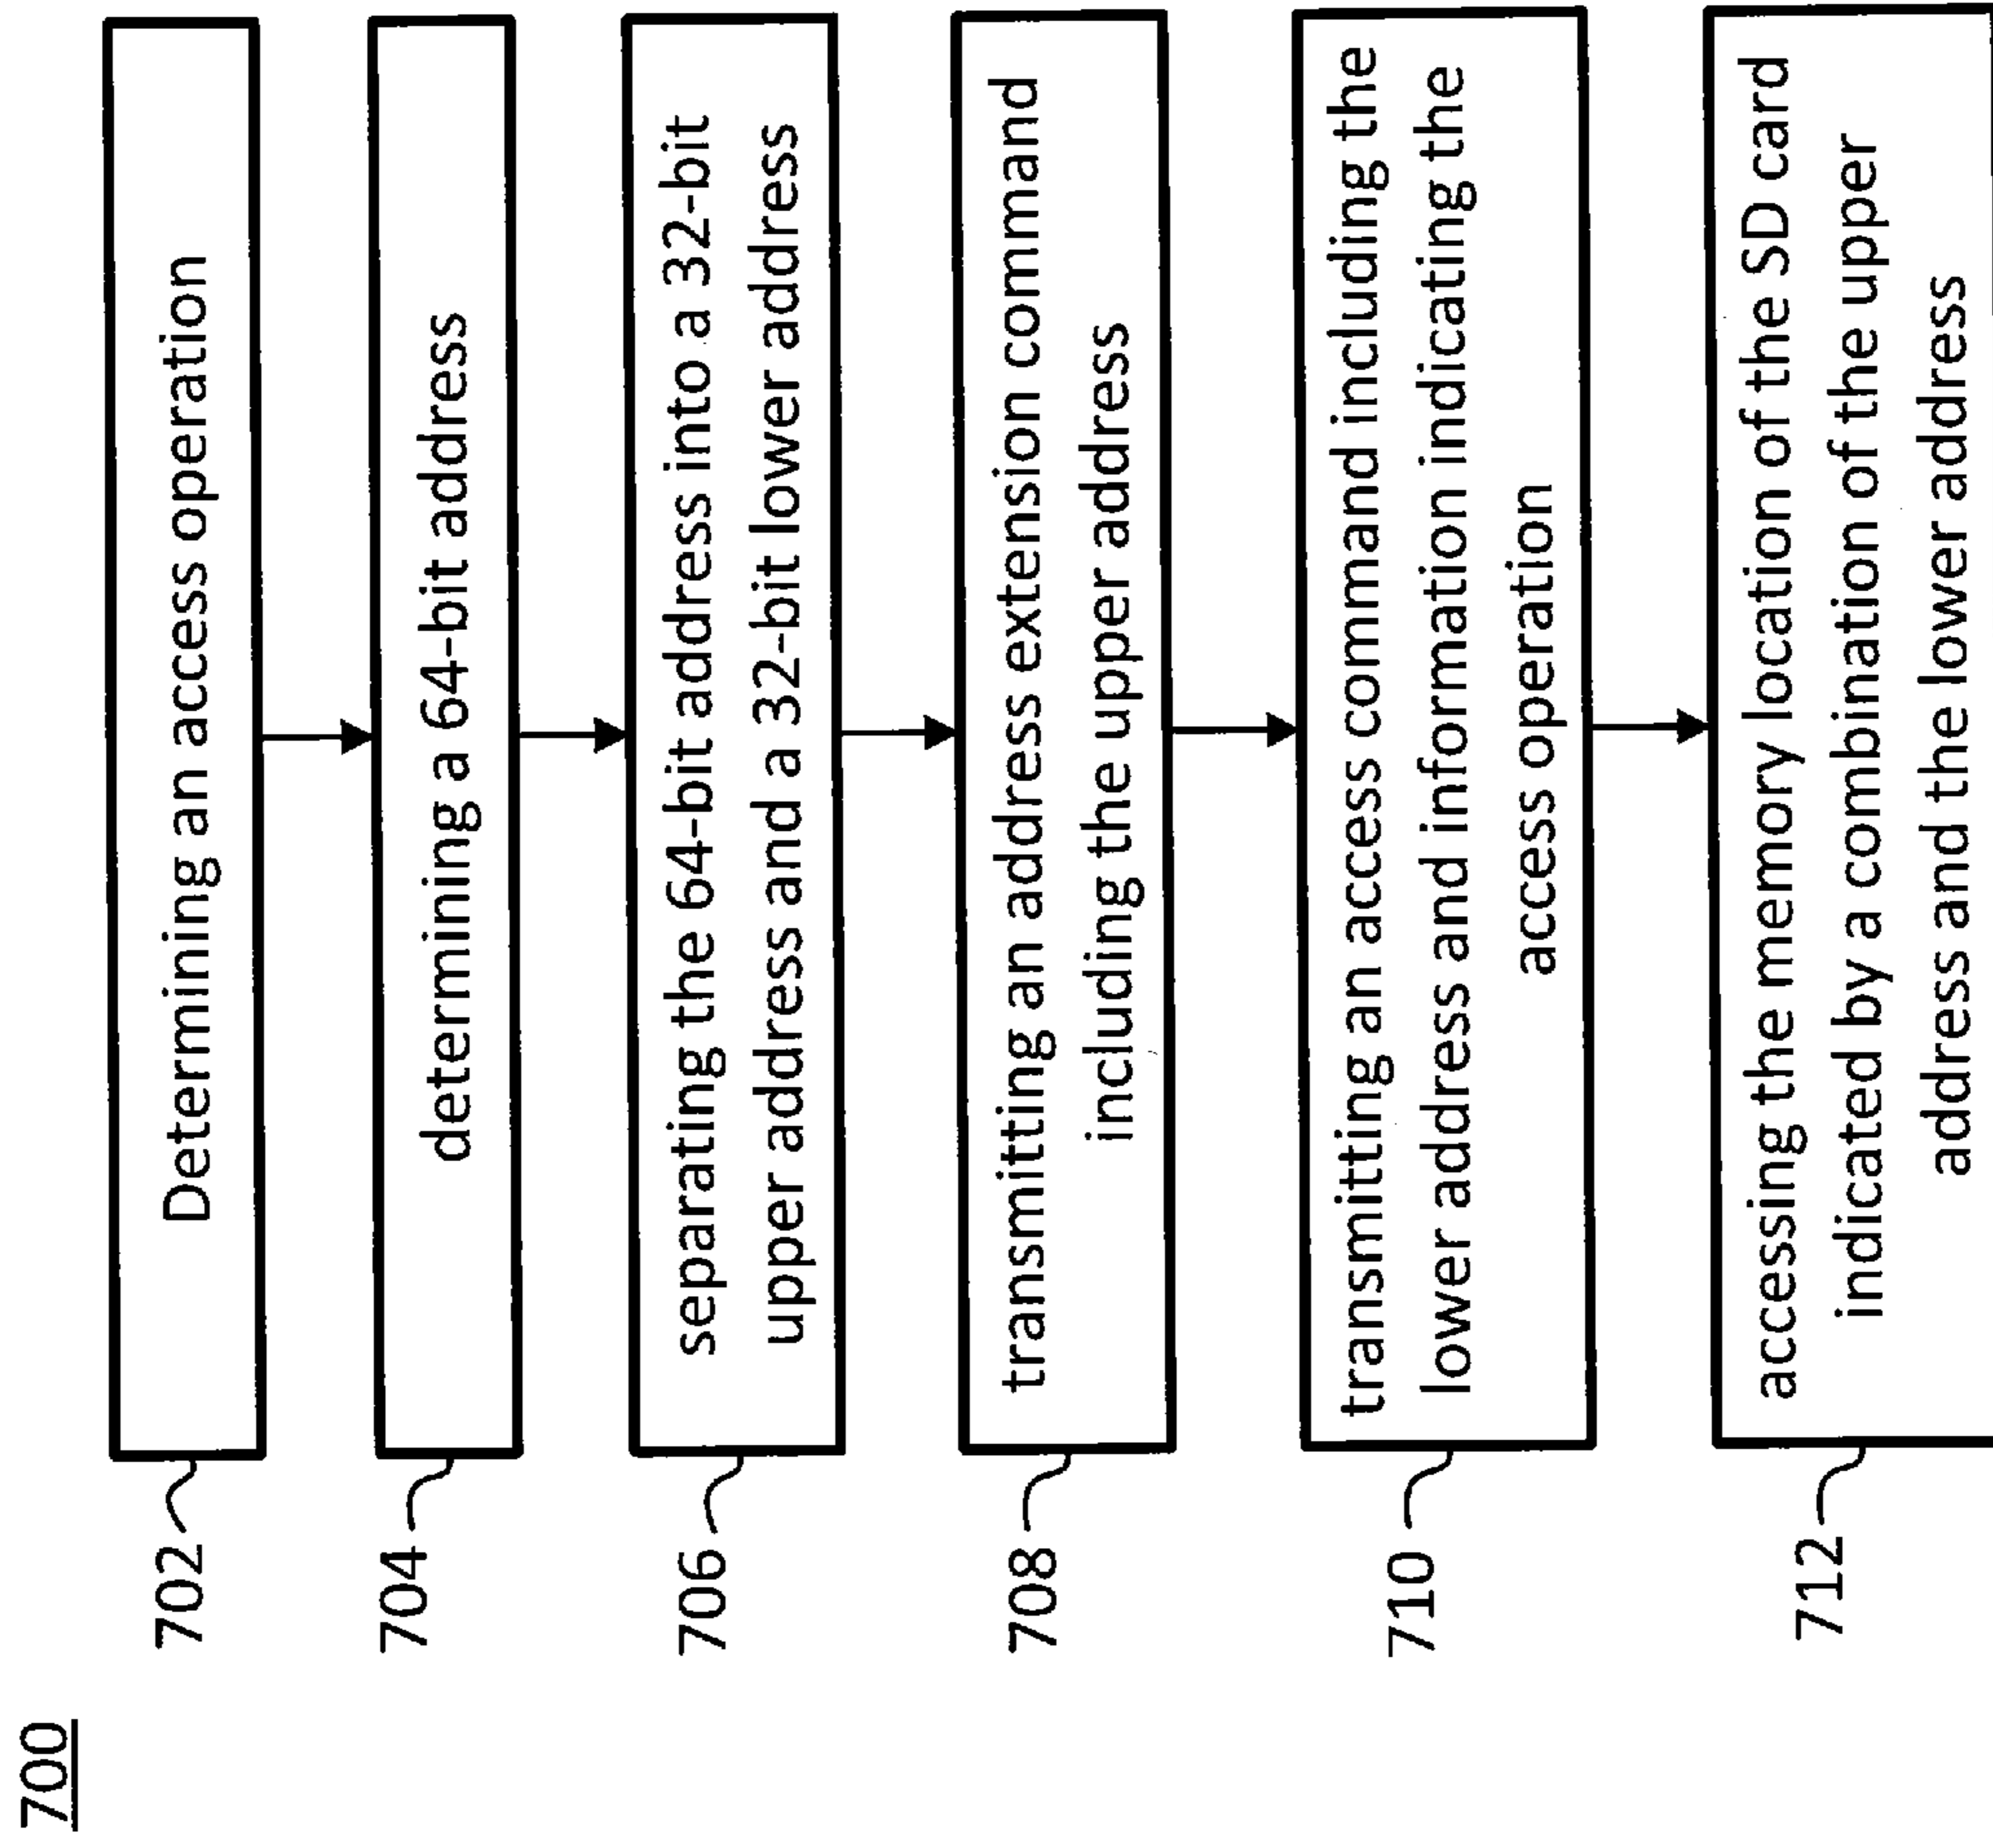 700
702
Determining an access operation
704
determining a 64-bit address
706
separating the 64-bit address into a 32-bit
upper address and a 32-bit lower address
708
transmitting an address extension command
including the upper address
710
transmitting an access command including the
lower address and information indicating the
access operation
712
accessing the memory location of the SD card
indicated by a combination of the upper
address and the lower address